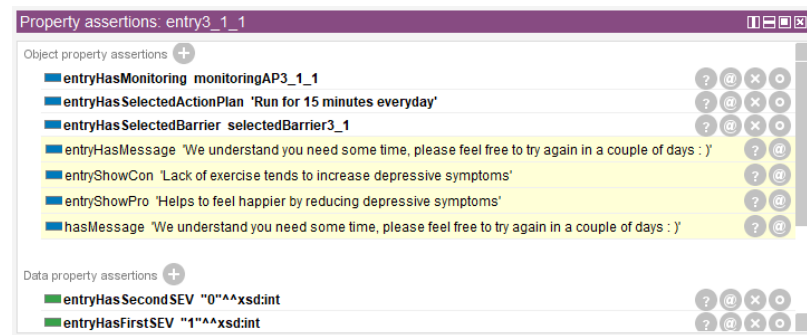 Property assertions: entry3_1_1
Object property assertions
entryHasMonitoring monitoringAP3_1_1
entryHasSelectedActionPlan 'Run for 15 minutes everyday'
entryHasSelectedBarrier selectedBarrier3_1
entryHasMessage 'We understand you need some time, please feel free to try again in a couple of days : )'
entryShowCon 'Lack of exercise tends to increase depressive symptoms'
entryShowPro 'Helps to feel happier by reducing depressive symptoms'
hasMessage 'We understand you need some time, please feel free to try again in a couple of days : )'
Data property assertions
entryHasSecondSEV "0"^^xsd:int
entryHasFirstSEV "1"^^xsd:int